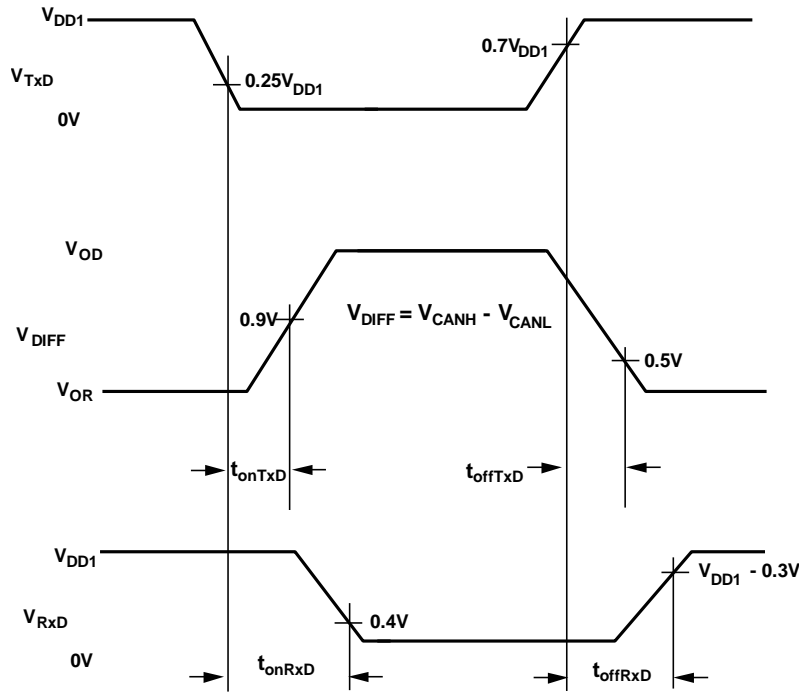 VDD1
VTxD
0V
0.25VDD1
0.7VDD1
VOD
VDIFF
VOR
0.9V
VDIFF = VCANH - VCANL
0.5V
tonTxD
toffTxD
VDD1
VRxD
0V
0.4V
VDD1 - 0.3V
tonRxD
toffRxD